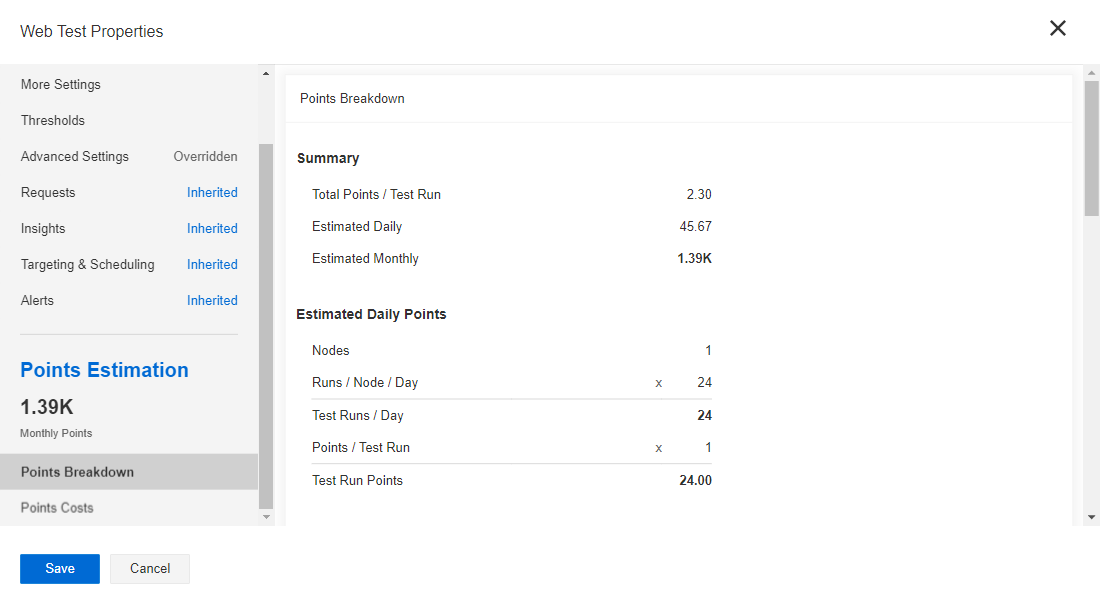 Web Test Properties
More Settings
Thresholds
Advanced Settings Overridden
Requests Inherited
Insights Inherited
Targeting & Scheduling Inherited
Alerts Inherited
Points Estimation
1.39K
Monthly Points
Points Breakdown
Points Costs
Points Breakdown
Summary
Total Points / Test Run 2.30
Estimated Daily 45.67
Estimated Monthly 1.39K
Estimated Daily Points
Nodes 1
Runs / Node / Day x 24
Test Runs / Day 24
Points / Test Run x 1
Test Run Points 24.00
Save Cancel